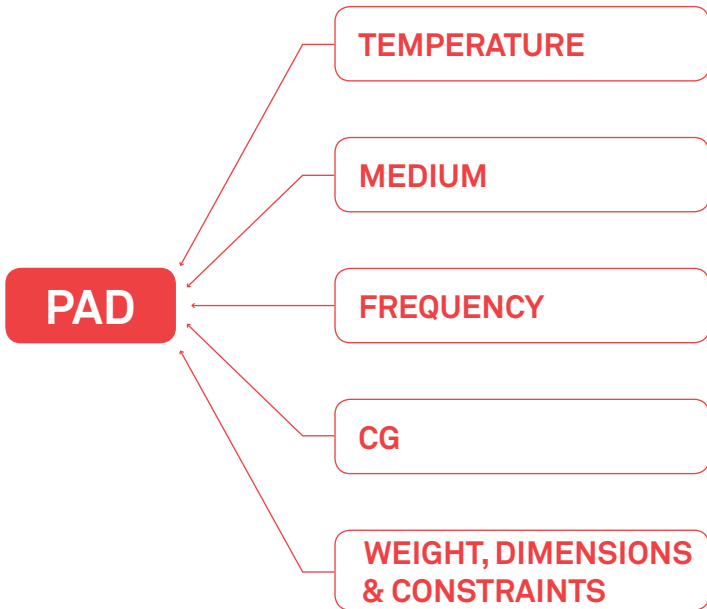 TEMPERATURE
MEDIUM
PAD
FREQUENCY
CG
WEIGHT, DIMENSIONS
& CONSTRAINTS